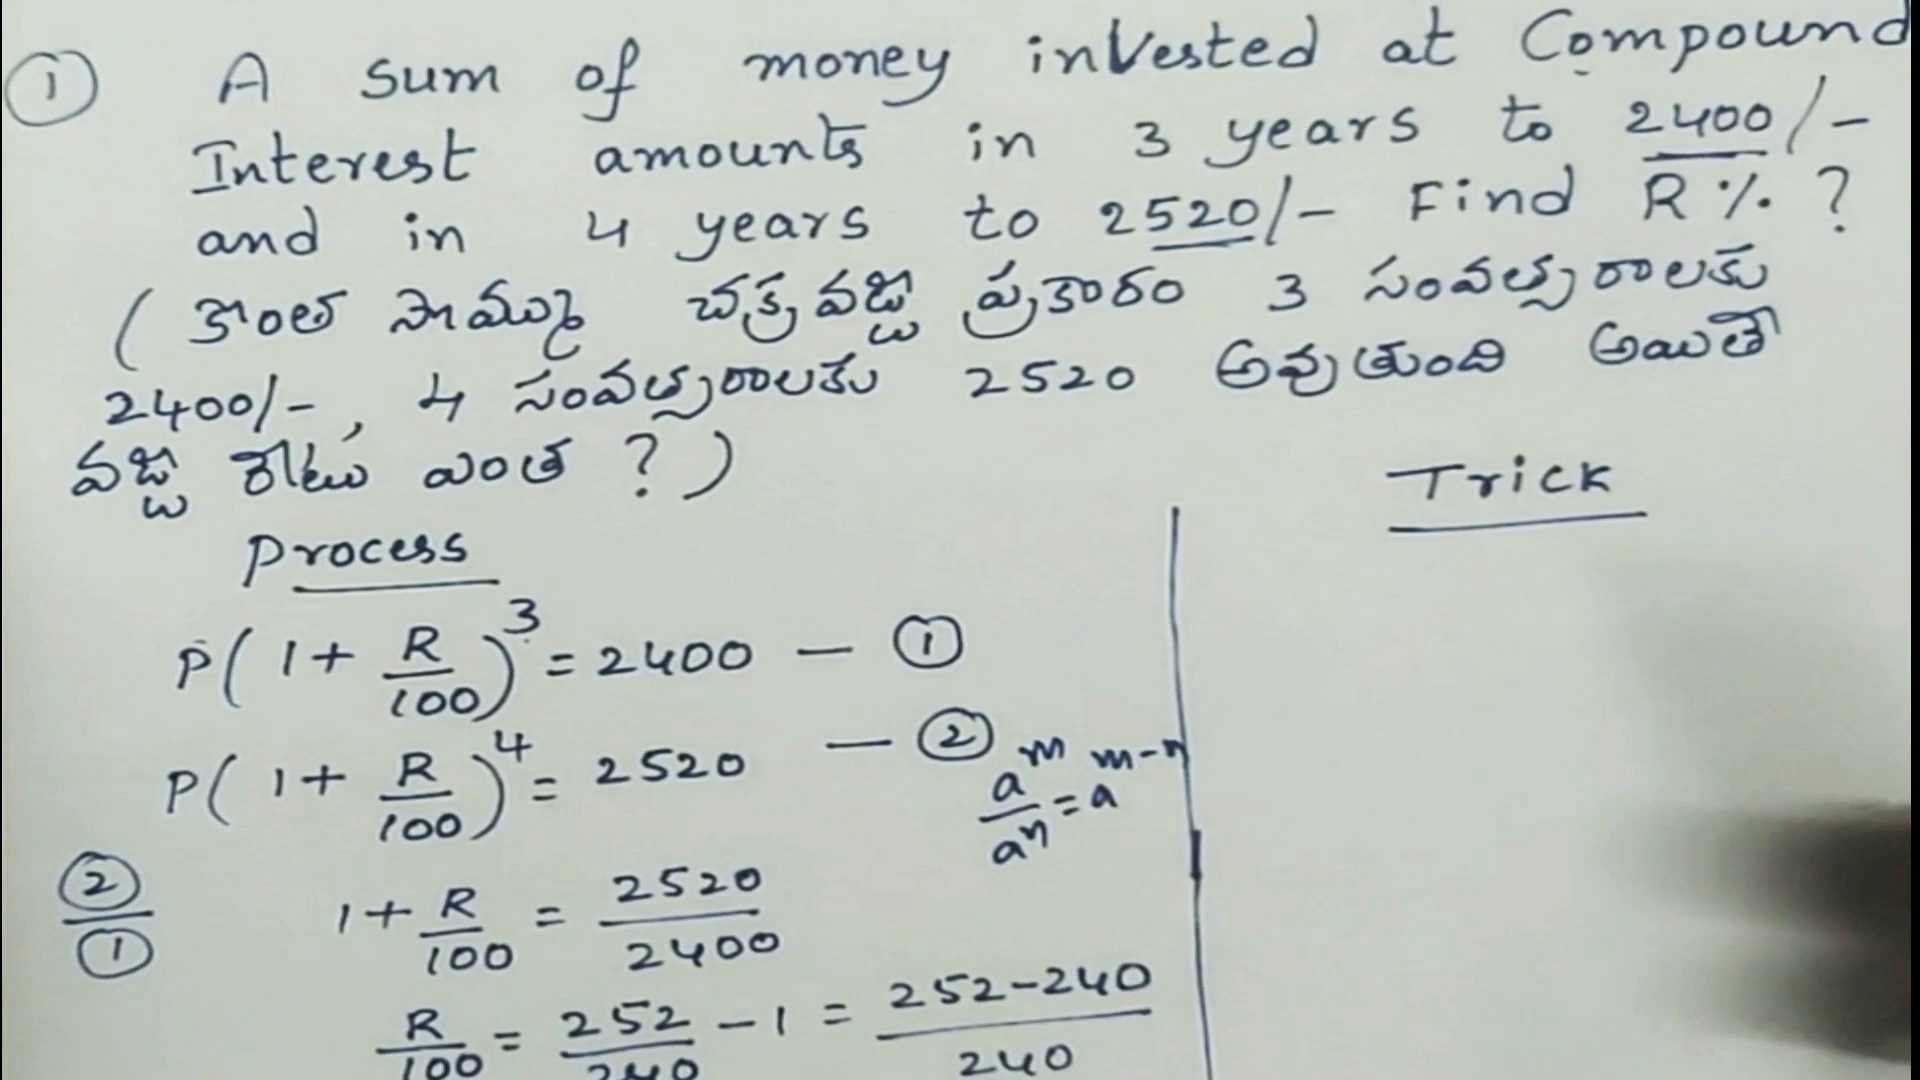 ① A sum of money invested at Compound
Interest amounts in 3 years to 2400/-
and in 4 years to 2520/- Find R%. ?
( కొంత సొమ్ము చక్రవడ్డి ప్రకారం 3 సంవత్సరాలకు
2400/-, 4 సంవత్సరాలకు 2520 అవుతుంది అయితే
వడ్డి రేటు ఎంత ? )
Trick
Process
P(1+R/100)^3 = 2400 — ①
P(1+R/100)^4 = 2520 — ②
a^m/a^n = a^m-n
②/① 1+R/100 = 2520/2400
R/100 = 252/240 - 1 = 252-240/240